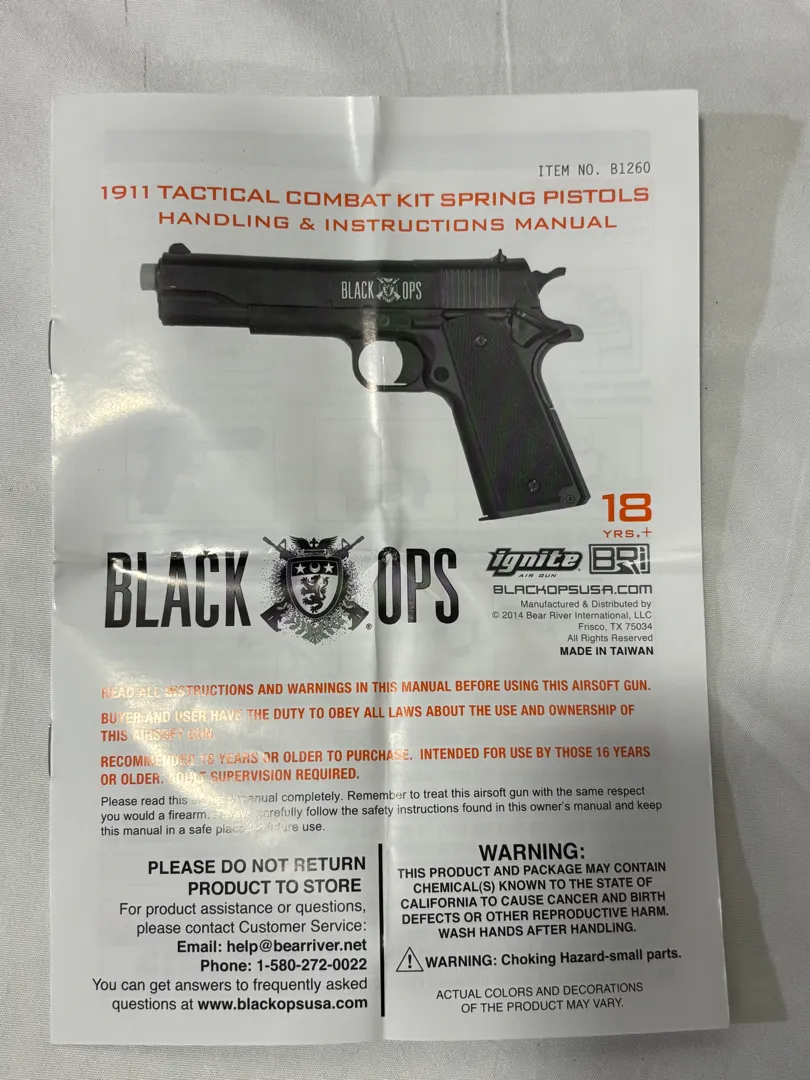 ITEM NO. B1260
1911 TACTICAL COMBAT KIT SPRING PISTOLS
HANDLING & INSTRUCTIONS MANUAL
BLACK OPS
18
YRS.+
BLACK OPS
®
ignite BRI
AIR GUN
BLACKOPSUSA.COM
Manufactured & Distributed by
© 2014 Bear River International, LLC
Frisco, TX 75034
All Rights Reserved
MADE IN TAIWAN
READ ALL INSTRUCTIONS AND WARNINGS IN THIS MANUAL BEFORE USING THIS AIRSOFT GUN.
BUYER AND USER HAVE THE DUTY TO OBEY ALL LAWS ABOUT THE USE AND OWNERSHIP OF
THIS AIRSOFT GUN.
RECOMMENDED 18 YEARS OR OLDER TO PURCHASE. INTENDED FOR USE BY THOSE 16 YEARS
OR OLDER. ADULT SUPERVISION REQUIRED.
Please read this manual completely. Remember to treat this airsoft gun with the same respect
you would a firearm. carefully follow the safety instructions found in this owner's manual and keep
this manual in a safe place future use.
PLEASE DO NOT RETURN
PRODUCT TO STORE
For product assistance or questions,
please contact Customer Service:
Email: help@bearriver.net
Phone: 1-580-272-0022
You can get answers to frequently asked
questions at www.blackopsusa.com
WARNING:
THIS PRODUCT AND PACKAGE MAY CONTAIN
CHEMICAL(S) KNOWN TO THE STATE OF
CALIFORNIA TO CAUSE CANCER AND BIRTH
DEFECTS OR OTHER REPRODUCTIVE HARM.
WASH HANDS AFTER HANDLING.
WARNING: Choking Hazard-small parts.
ACTUAL COLORS AND DECORATIONS
OF THE PRODUCT MAY VARY.